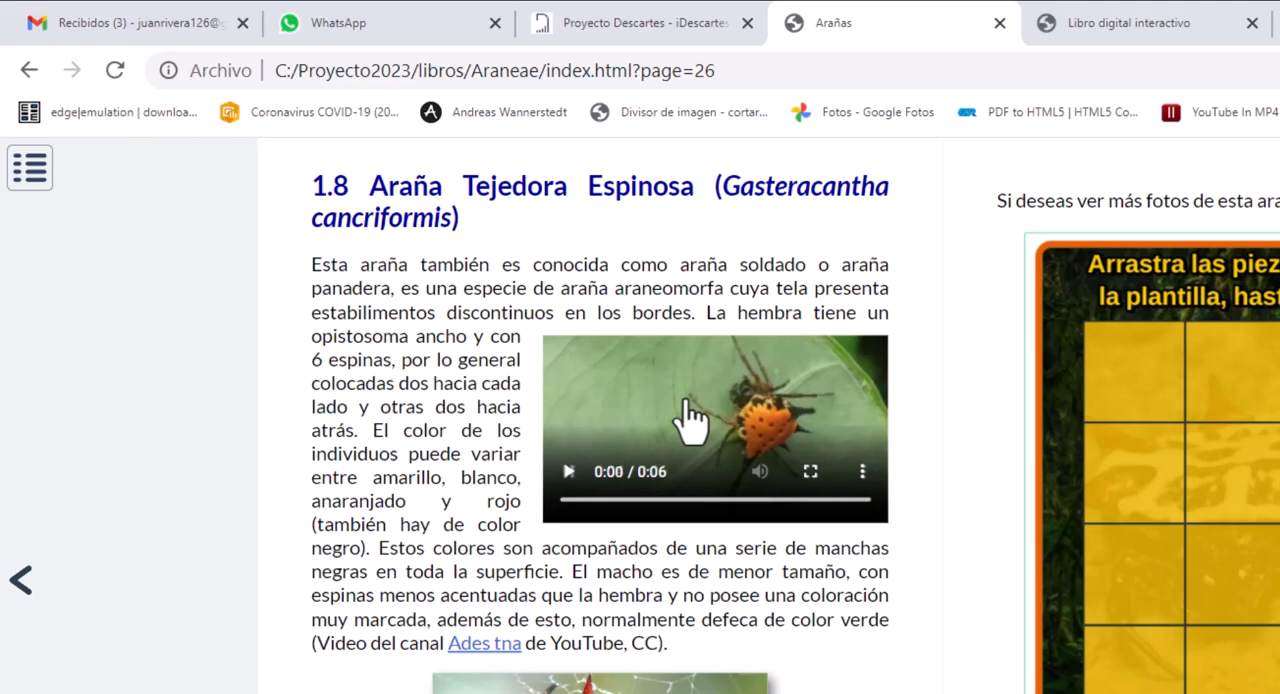 Recibidos (3) - juanrivera126@g
WhatsApp
Proyecto Descartes - iDescartes
Arañas
Libro digital interactivo
Archivo
C:/Proyecto2023/libros/Araneae/index.html?page=26
edge|emulation | downloa...
Coronavirus COVID-19 (20...
Andreas Wannerstedt
Divisor de imagen - cortar...
Fotos - Google Fotos
PDF to HTML5 | HTML5 Co...
YouTube In MP4
1.8 Araña Tejedora Espinosa (Gasteracantha
cancriformis)
Esta araña también es conocida como araña soldado o araña
panadera, es una especie de araña araneomorfa cuya tela presenta
estabilimentos discontinuos en los bordes. La hembra tiene un
opistosoma ancho y con
6 espinas, por lo general
colocadas dos hacia cada
lado y otras dos hacia
atrás. El color de los
individuos puede variar
entre amarillo, blanco,
anaranjado y rojo
(también hay de color
negro). Estos colores son acompañados de una serie de manchas
negras en toda la superficie. El macho es de menor tamaño, con
espinas menos acentuadas que la hembra y no posee una coloración
muy marcada, además de esto, normalmente defeca de color verde
(Video del canal Ades tna de YouTube, CC).
0:00 / 0:06
Si deseas ver más fotos de esta ara
Arrastra las piez
la plantilla, hast